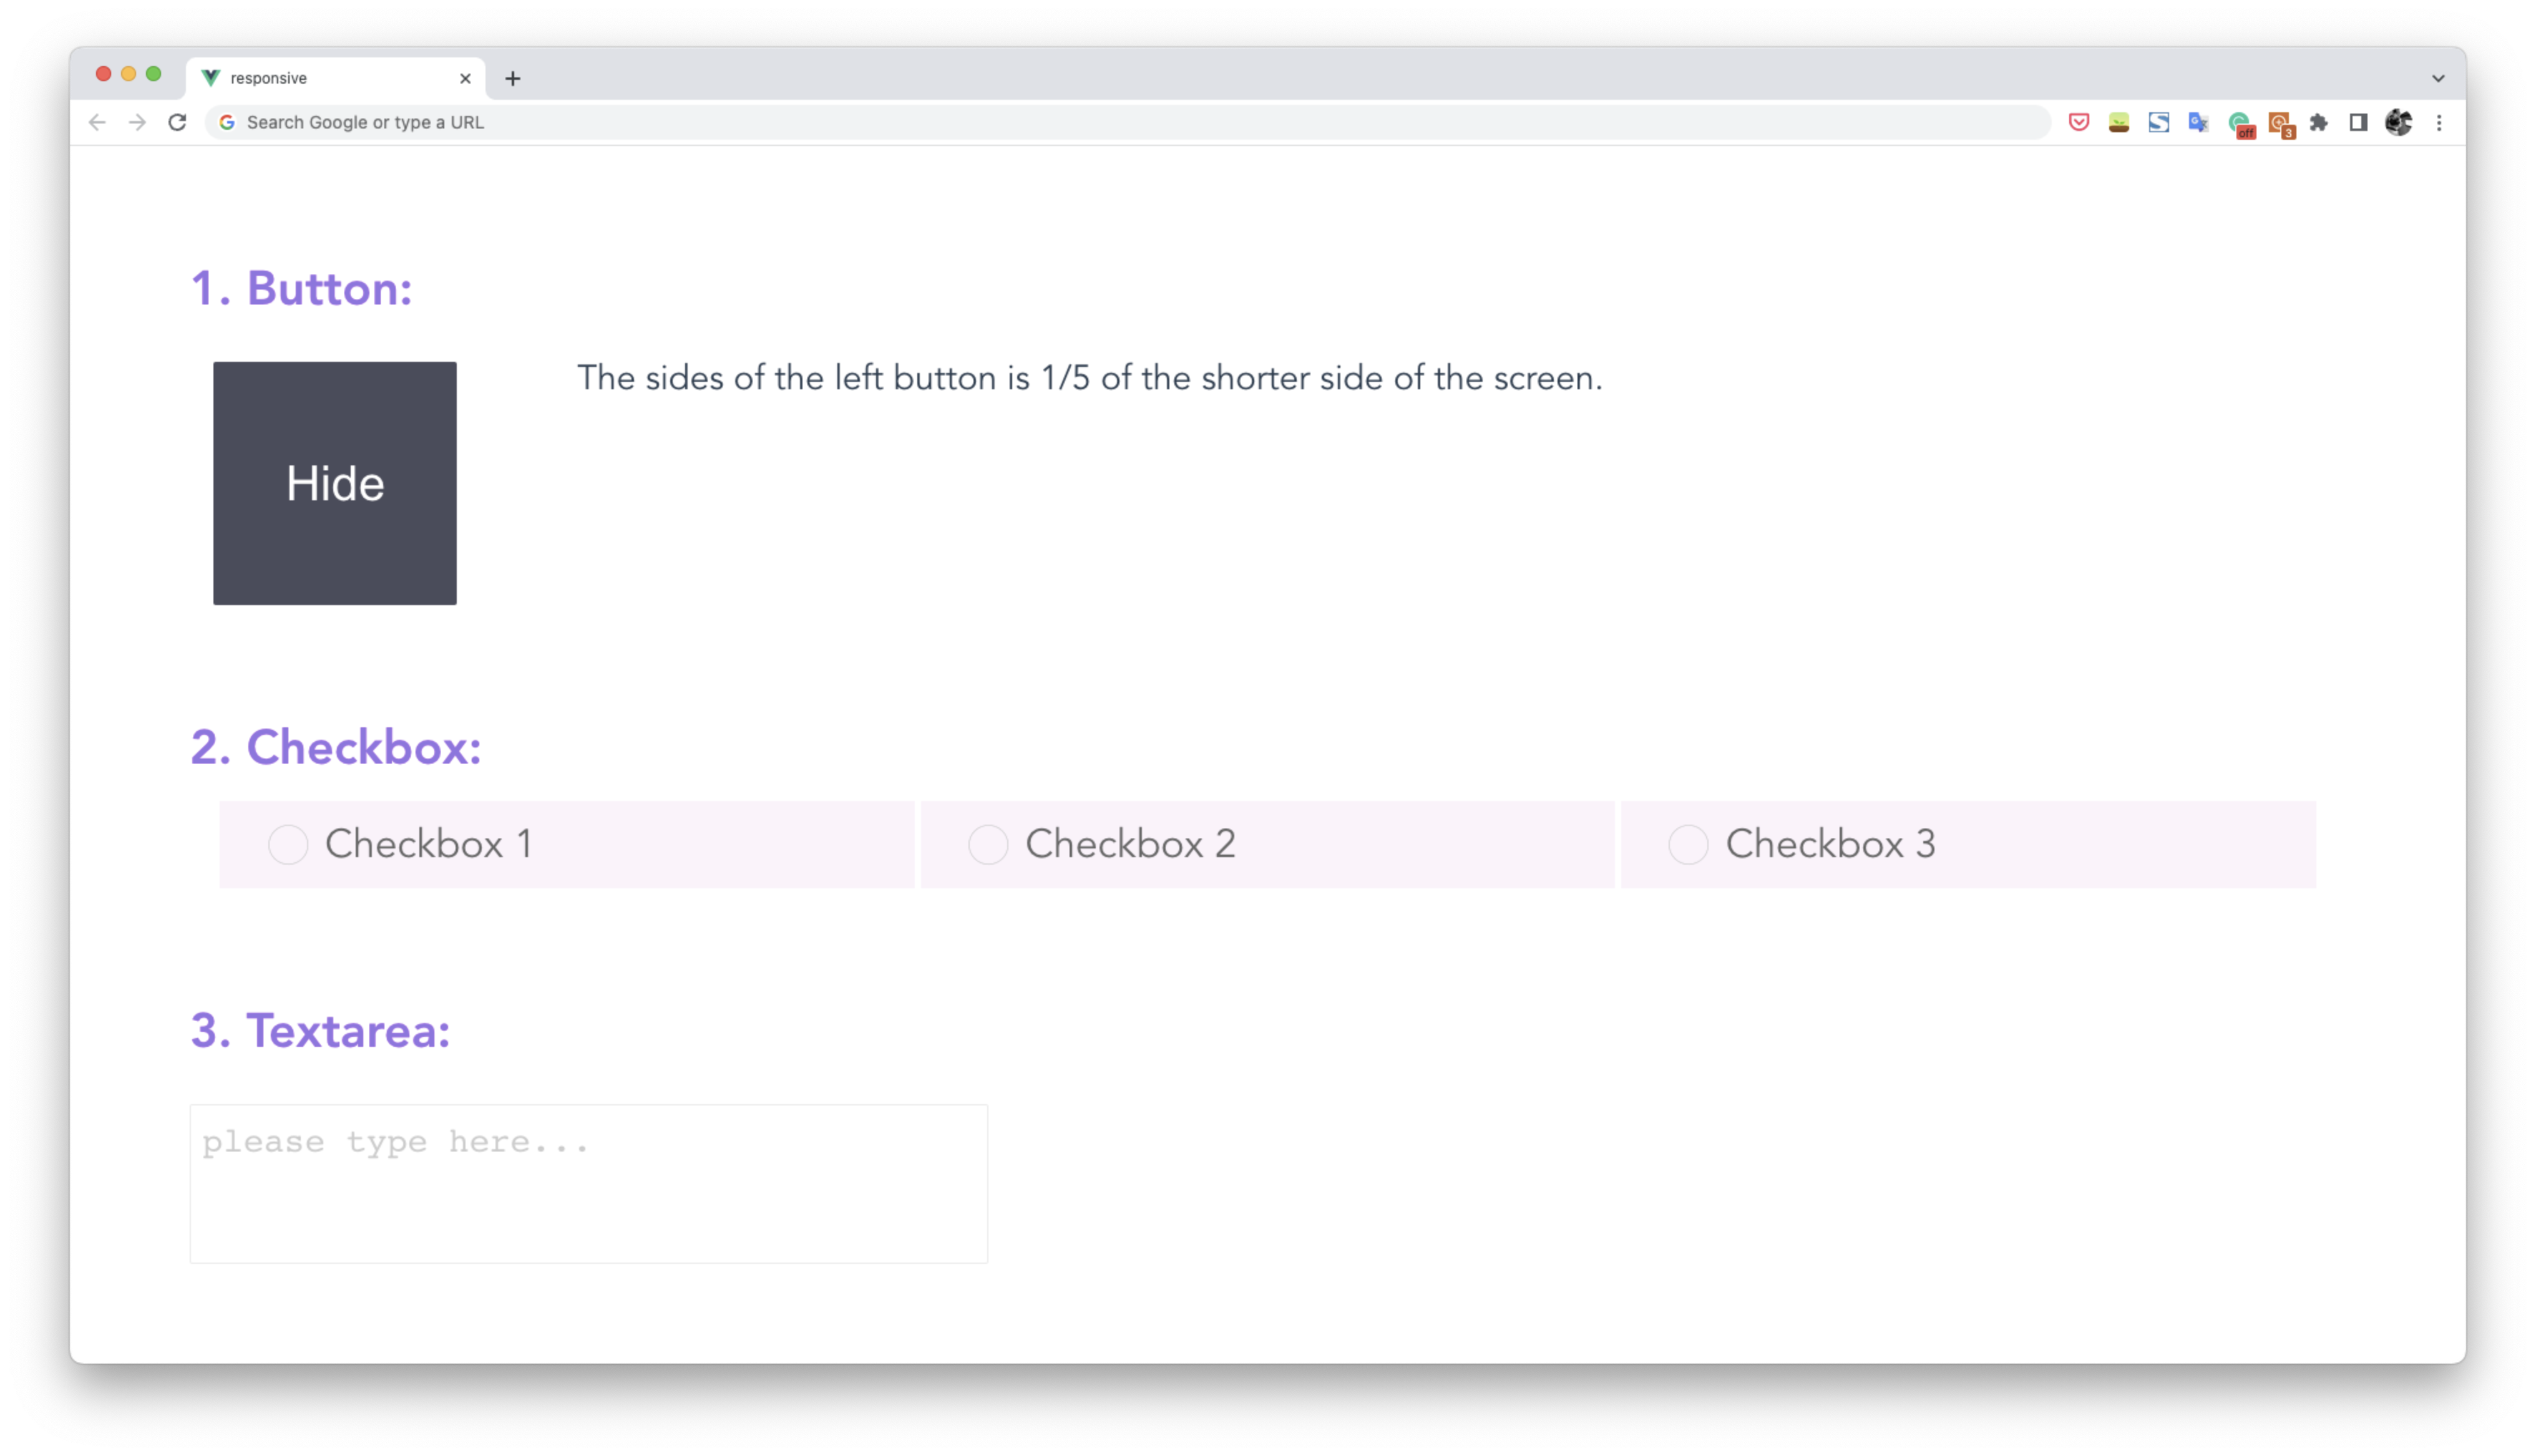 responsive
Search Google or type a URL
off
3
1. Button:
Hide
The sides of the left button is 1/5 of the shorter side of the screen.
2. Checkbox:
Checkbox 1
Checkbox 2
Checkbox 3
3. Textarea:
please type here...